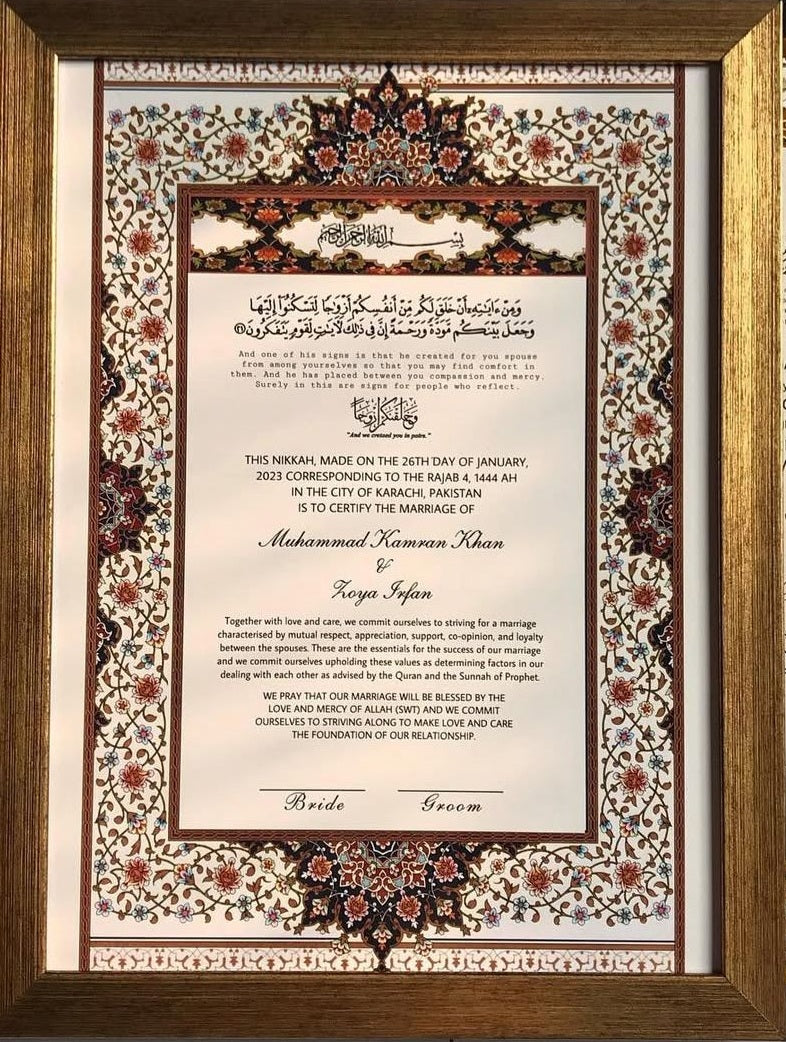 بِسْمِ اللَّهِ الرَّحْمَٰنِ الرَّحِيمِ
وَمِنْ ءَايَٰتِهِۦٓ أَنْ خَلَقَ لَكُم مِّنْ أَنفُسِكُمْ أَزْوَٰجًا لِّتَسْكُنُوٓا۟ إِلَيْهَا
وَجَعَلَ بَيْنَكُم مَّوَدَّةً وَرَحْمَةً إِنَّ فِى ذَٰلِكَ لَءَايَٰتٍ لِّقَوْمٍ يَتَفَكَّرُونَ ٢١
And one of his signs is that he created for you spouse
from among yourselves so that you may find comfort in
them. And he has placed between you compassion and mercy.
Surely in this are signs for people who reflect.
وَخَلَقْنَاكُمْ أَزْوَاجًا
"And we created you in pairs."
THIS NIKKAH, MADE ON THE 26TH DAY OF JANUARY,
2023 CORRESPONDING TO THE RAJAB 4, 1444 AH
IN THE CITY OF KARACHI, PAKISTAN
IS TO CERTIFY THE MARRIAGE OF
Muhammad Kamran Khan
&
Zoya Irfan
Together with love and care, we commit ourselves to striving for a marriage
characterised by mutual respect, appreciation, support, co-opinion, and loyalty
between the spouses. These are the essentials for the success of our marriage
and we commit ourselves upholding these values as determining factors in our
dealing with each other as advised by the Quran and the Sunnah of Prophet.
WE PRAY THAT OUR MARRIAGE WILL BE BLESSED BY THE
LOVE AND MERCY OF ALLAH (SWT) AND WE COMMIT
OURSELVES TO STRIVING ALONG TO MAKE LOVE AND CARE
THE FOUNDATION OF OUR RELATIONSHIP.
Bride Groom